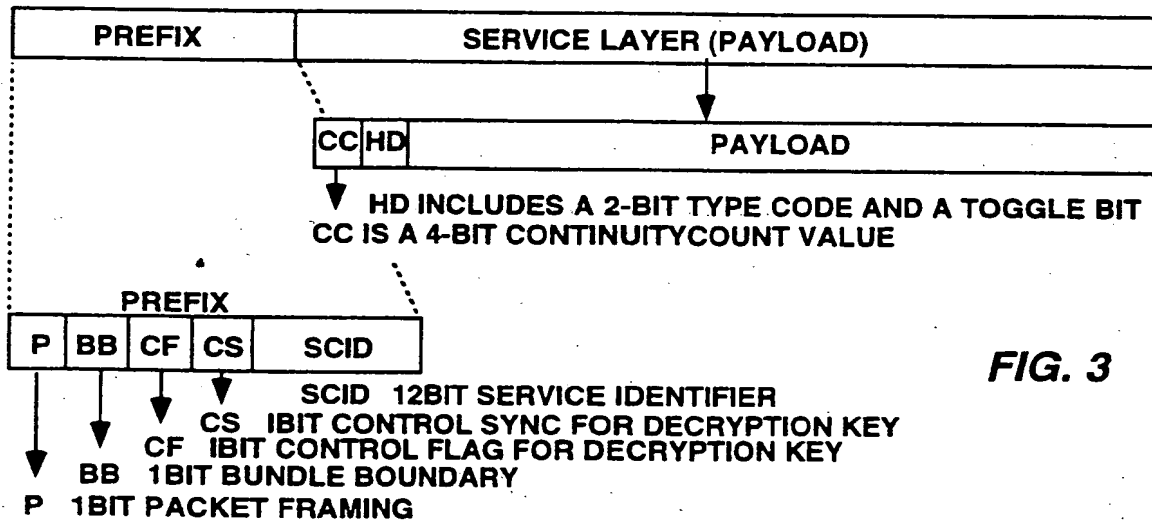 PREFIX SERVICE LAYER (PAYLOAD)
CC HD PAYLOAD
HD INCLUDES A 2-BIT TYPE CODE AND A TOGGLE BIT
CC IS A 4-BIT CONTINUITYCOUNT VALUE
PREFIX
P BB CF CS SCID
FIG. 3
SCID 12BIT SERVICE IDENTIFIER
CS IBIT CONTROL SYNC FOR DECRYPTION KEY
CF IBIT CONTROL FLAG FOR DECRYPTION KEY
BB 1BIT BUNDLE BOUNDARY
P 1BIT PACKET FRAMING